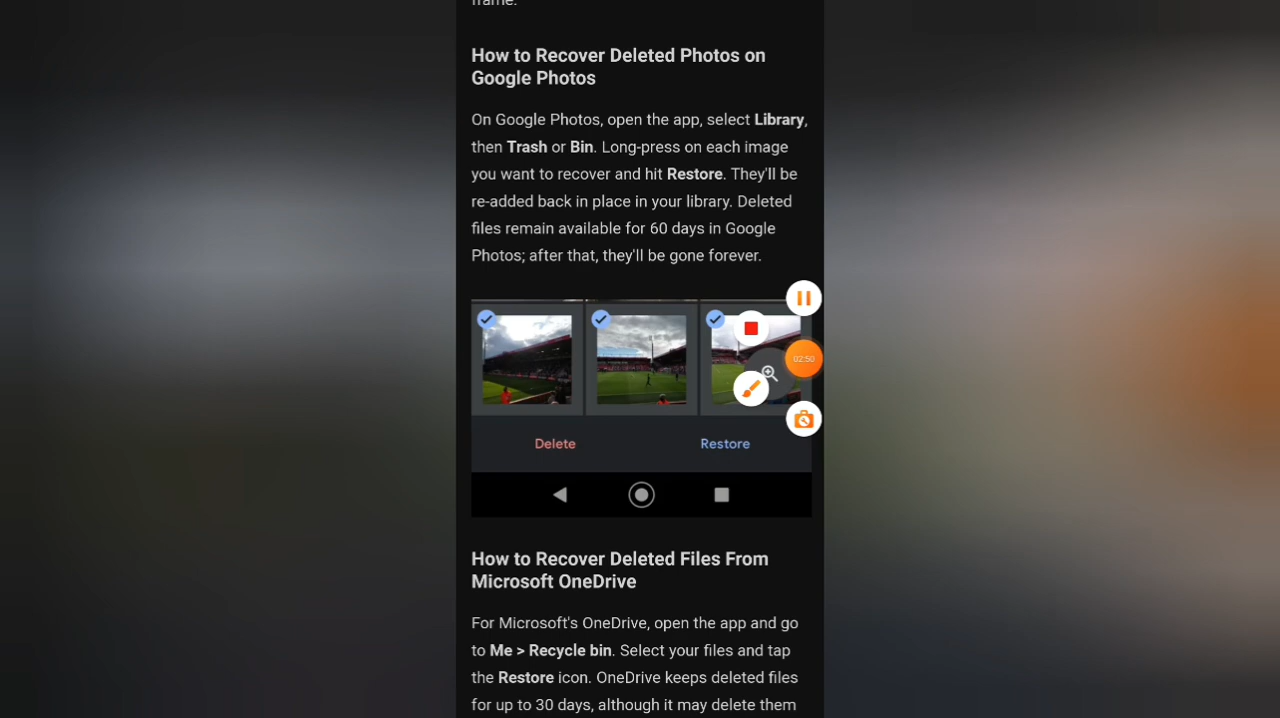 frame.
How to Recover Deleted Photos on
Google Photos
On Google Photos, open the app, select Library,
then Trash or Bin. Long-press on each image
you want to recover and hit Restore. They'll be
re-added back in place in your library. Deleted
files remain available for 60 days in Google
Photos; after that, they'll be gone forever.
02:50
Delete
Restore
How to Recover Deleted Files From
Microsoft OneDrive
For Microsoft's OneDrive, open the app and go
to Me > Recycle bin. Select your files and tap
the Restore icon. OneDrive keeps deleted files
for up to 30 days, although it may delete them